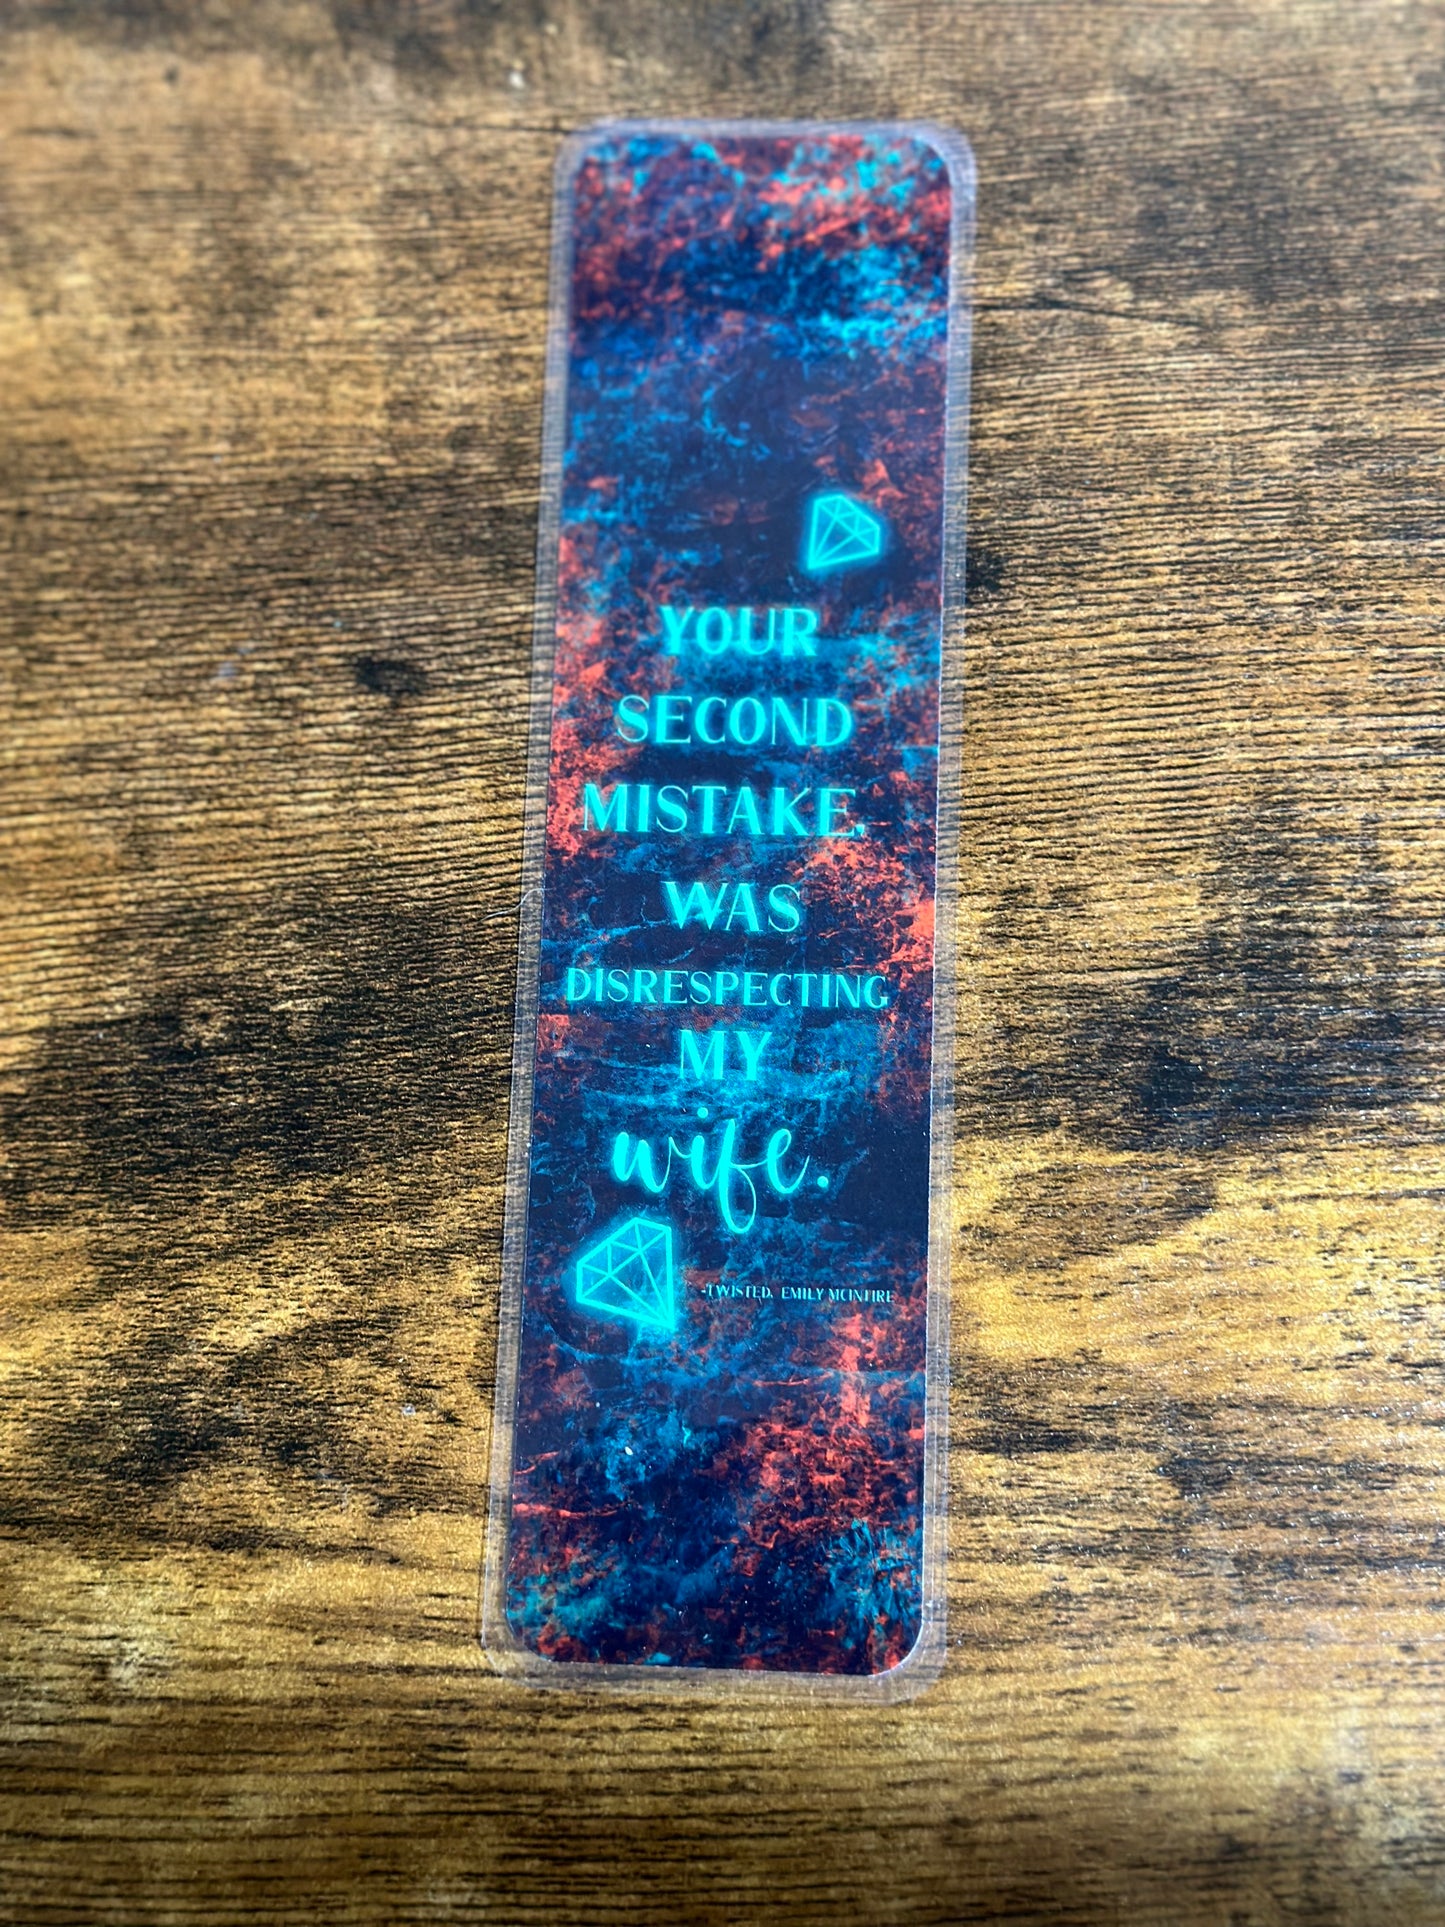 YOUR
SECOND
MISTAKE,
WAS
DISRESPECTING
MY
wife.
-TWISTED, EMILY MCINTIRE